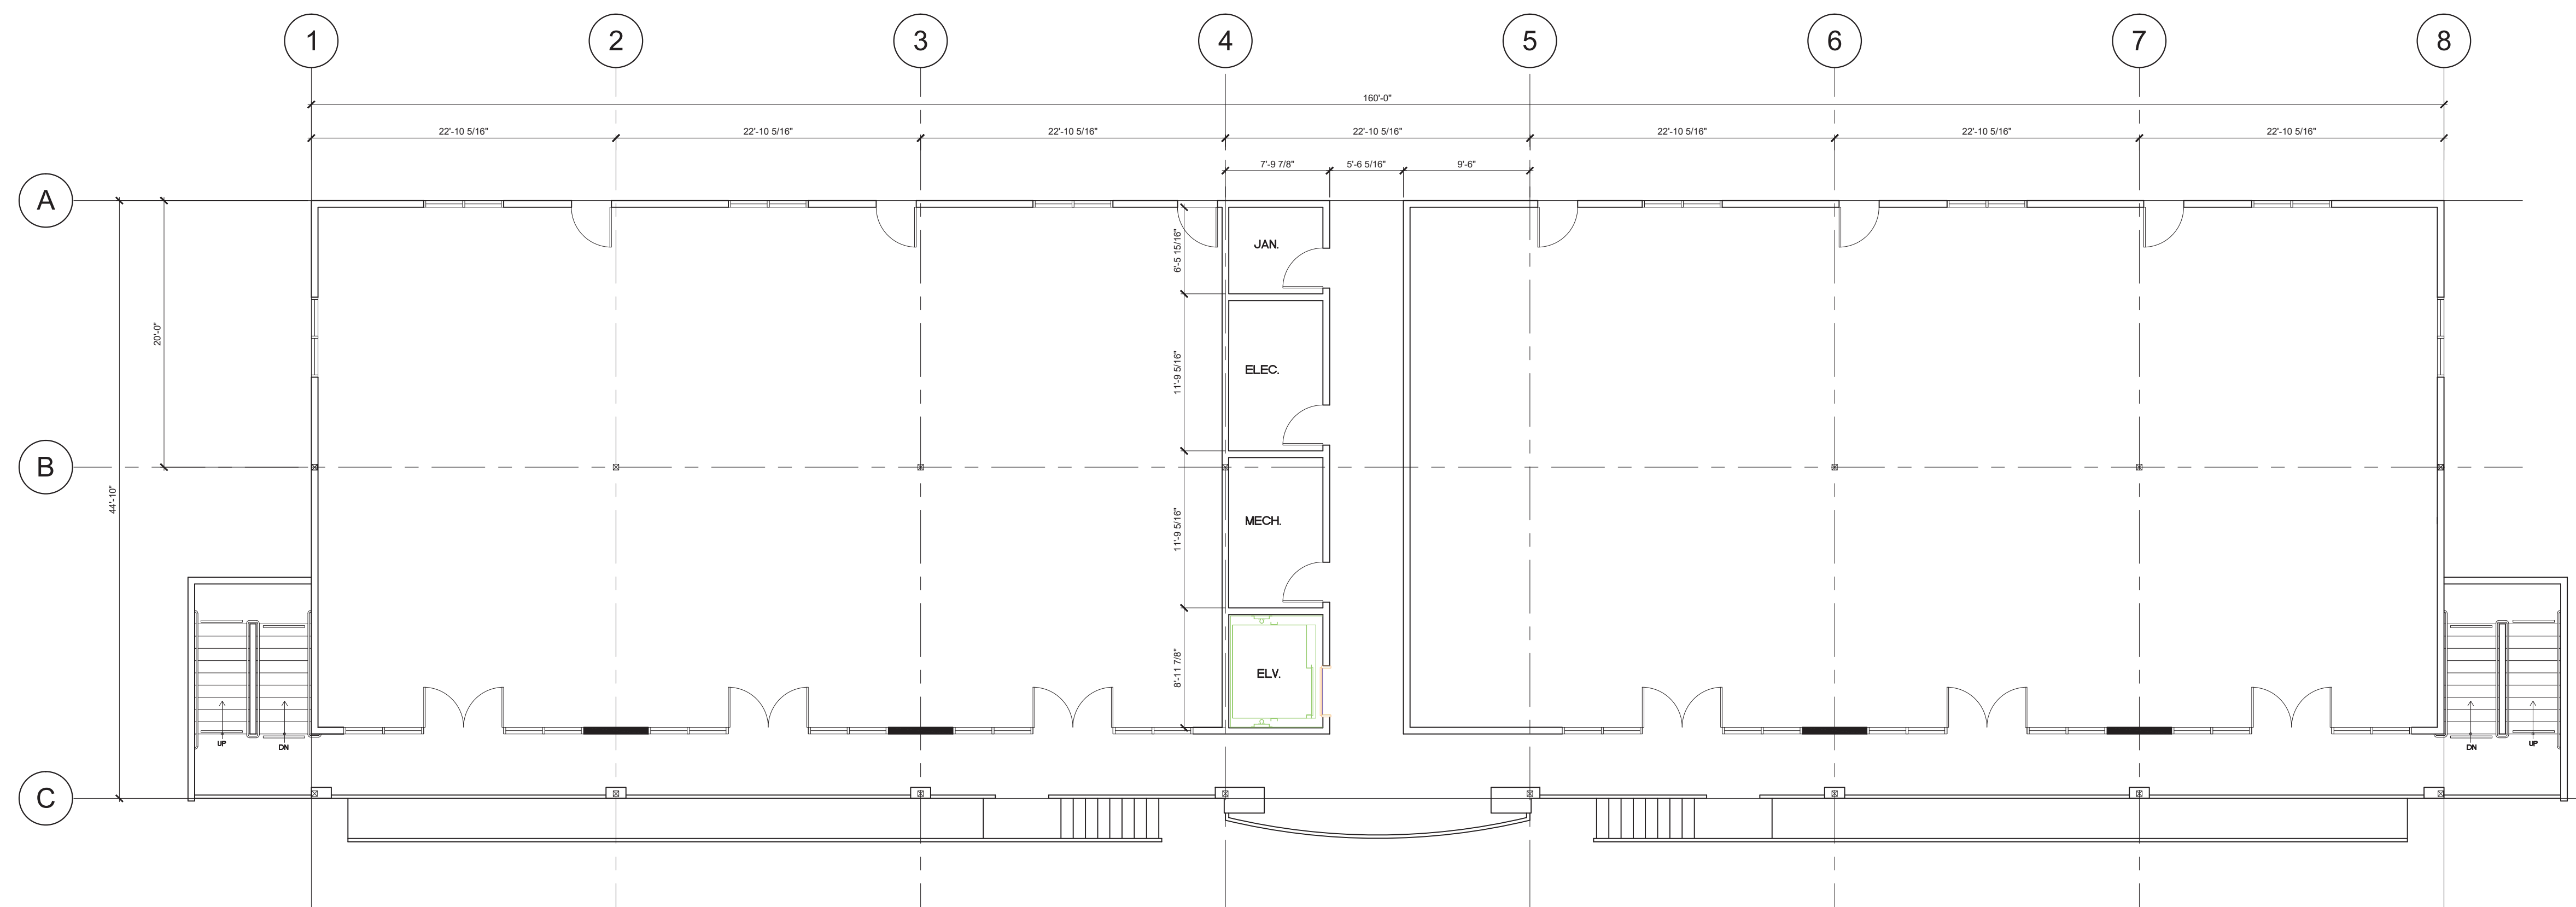 1 2 3 4 5 6 7 8
160'-0"
22'-10 5/16" 22'-10 5/16" 22'-10 5/16" 22'-10 5/16" 22'-10 5/16" 22'-10 5/16" 22'-10 5/16"
7'-9 7/8" 5'-6 5/16" 9'-6"
A
JAN.
6'-5 15/16"
20'-0"
ELEC.
11'-9 5/16"
B
44'-10"
MECH.
11'-9 5/16"
ELV.
8'-11 7/8"
UP DN DN UP
C